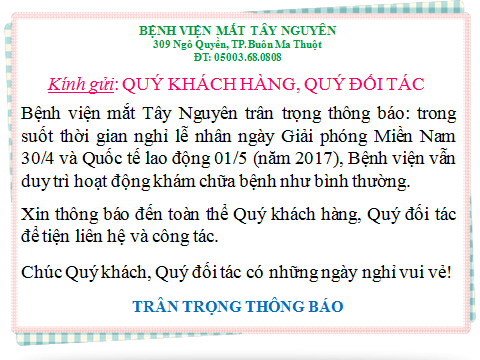 BỆNH VIỆN MẮT TÂY NGUYÊN
309 Ngô Quyền, TP. Buôn Ma Thuột
ĐT: 05003.68.0808
Kính gửi: QUÝ KHÁCH HÀNG, QUÝ ĐỐI TÁC
Bệnh viện mắt Tây Nguyên trân trọng thông báo: trong
suốt thời gian nghỉ lễ nhân ngày Giải phóng Miền Nam
30/4 và Quốc tế lao động 01/5 (năm 2017), Bệnh viện vẫn
duy trì hoạt động khám chữa bệnh như bình thường.
Xin thông báo đến toàn thể Quý khách hàng, Quý đối tác
để tiện liên hệ và công tác.
Chúc Quý khách, Quý đối tác có những ngày nghỉ vui vẻ!
TRÂN TRỌNG THÔNG BÁO